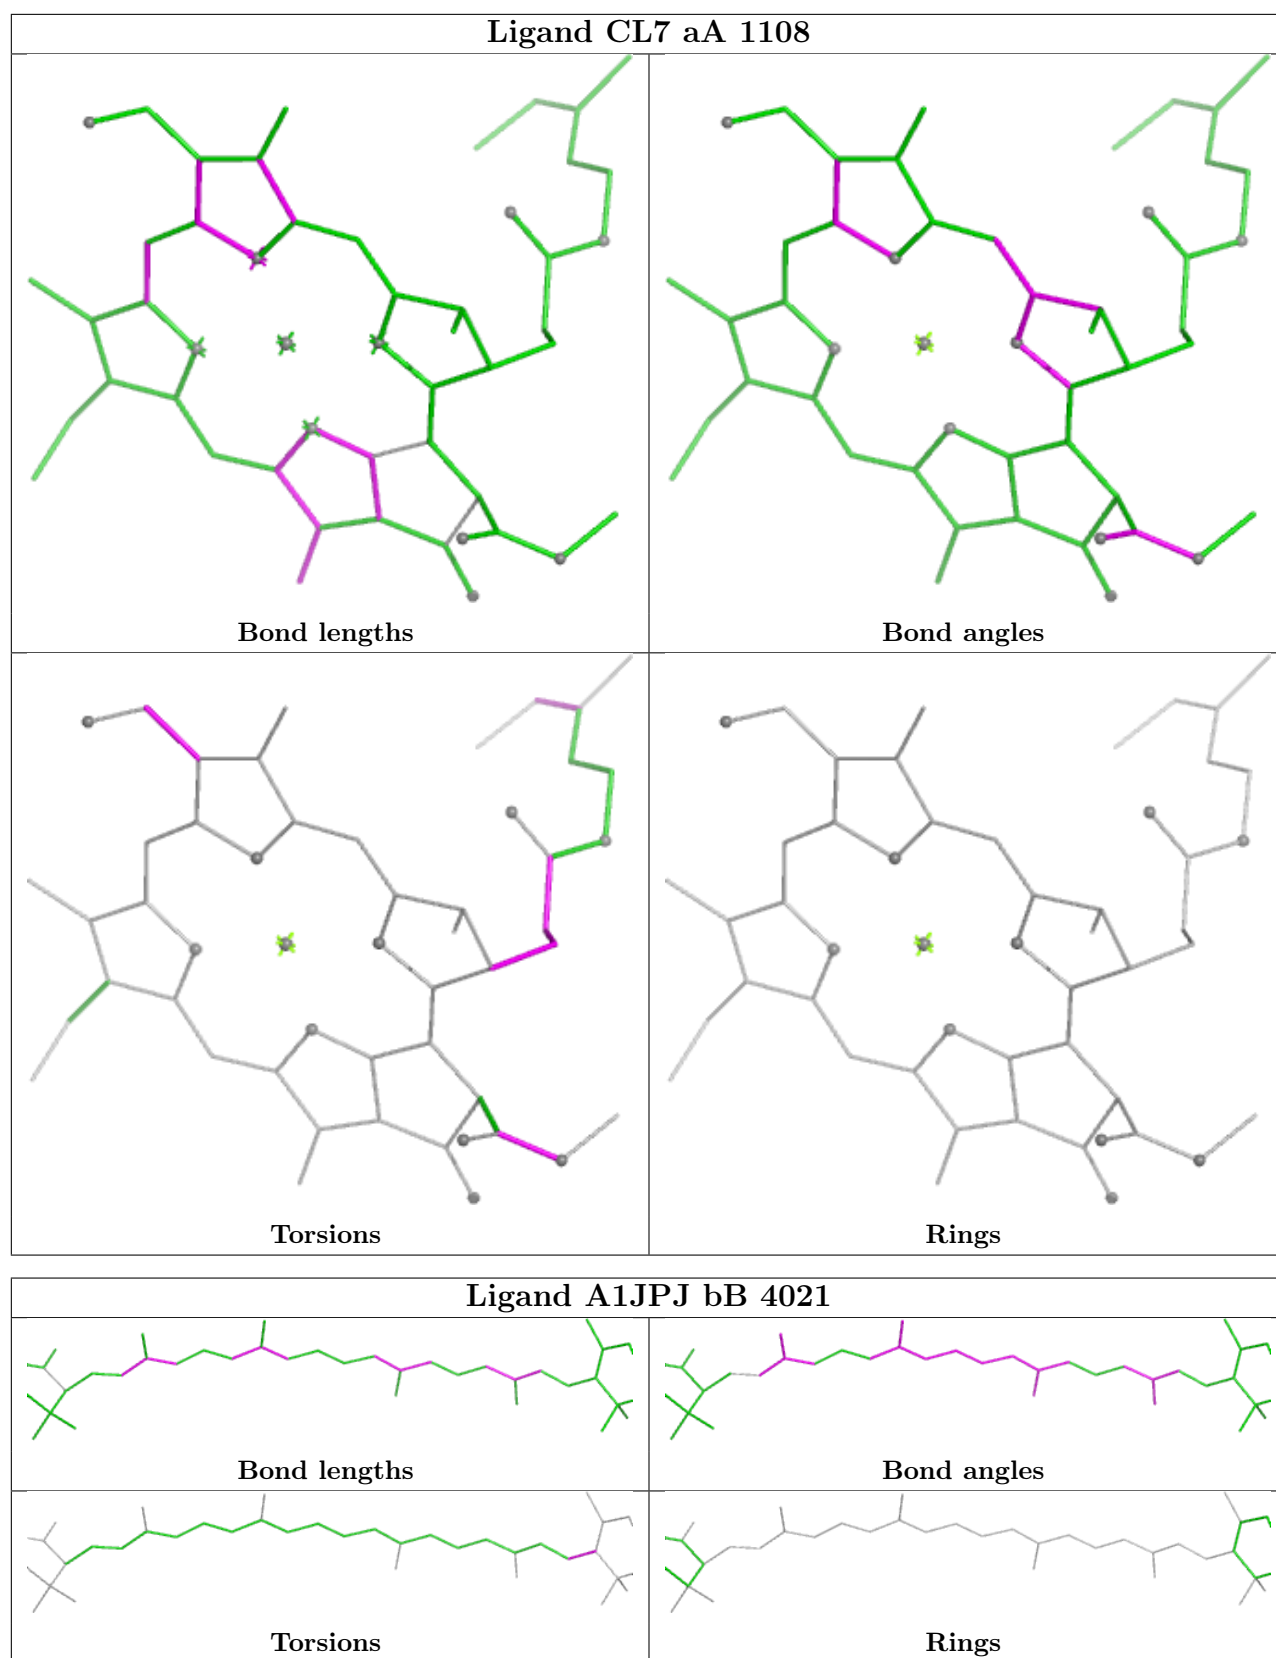 Ligand CL7 aA 1108
Bond lengths
Bond angles
Torsions
Rings
Ligand A1JPJ bB 4021
Bond lengths
Bond angles
Torsions
Rings